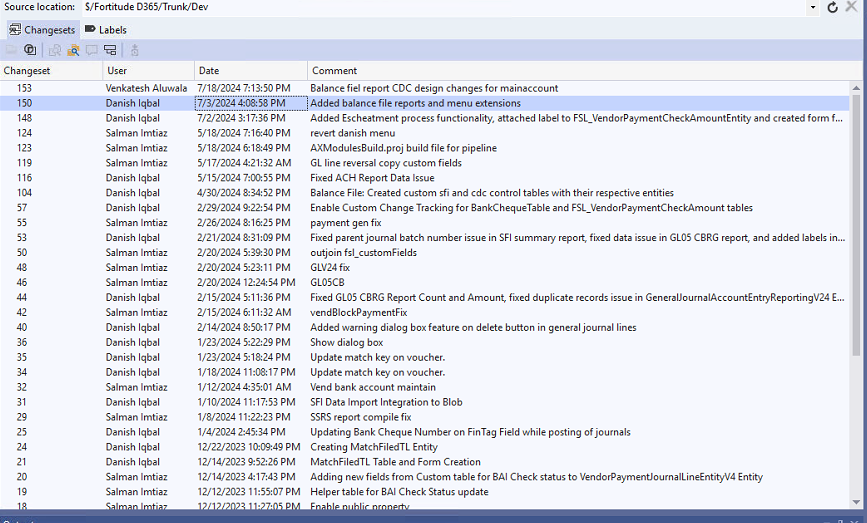 Source location: $/Fortitude D365/Trunk/Dev
Changesets Labels
Changeset User Date Comment
153 Venkatesh Aluwala 7/18/2024 7:13:50 PM Balance fiel report CDC design changes for mainaccount
150 Danish Iqbal 7/3/2024 4:08:58 PM Added balance file reports and menu extensions
148 Danish Iqbal 7/2/2024 3:17:36 PM Added Escheatment process functionality, attached label to FSL_VendorPaymentCheckAmountEntity and created form f...
124 Salman Imtiaz 5/18/2024 7:16:40 PM revert danish menu
123 Salman Imtiaz 5/18/2024 6:18:49 PM AXModulesBuild.proj build file for pipeline
119 Salman Imtiaz 5/17/2024 4:21:32 AM GL line reversal copy custom fields
116 Danish Iqbal 5/15/2024 7:00:55 PM Fixed ACH Report Data Issue
104 Danish Iqbal 4/30/2024 8:34:52 PM Balance File: Created custom sfi and cdc control tables with their respective entities
57 Danish Iqbal 2/29/2024 9:22:54 PM Enable Custom Change Tracking for BankChequeTable and FSL_VendorPaymentCheckAmount tables
55 Salman Imtiaz 2/26/2024 8:16:25 PM payment gen fix
53 Danish Iqbal 2/21/2024 8:31:09 PM Fixed parent journal batch number issue in SFI summary report, fixed data issue in GL05 CBRG report, and added labels in...
50 Salman Imtiaz 2/20/2024 5:39:30 PM outjoin fsl_customFields
48 Salman Imtiaz 2/20/2024 5:23:11 PM GLV24 fix
46 Salman Imtiaz 2/20/2024 12:24:54 PM GL05CB
44 Danish Iqbal 2/15/2024 5:11:36 PM Fixed GL05 CBRG Report Count and Amount, fixed duplicate records issue in GeneralJournalAccountEntryReportingV24 E...
42 Salman Imtiaz 2/15/2024 6:11:32 AM vendBlockPaymentFix
40 Danish Iqbal 2/14/2024 8:50:17 PM Added warning dialog box feature on delete button in general journal lines
36 Danish Iqbal 1/23/2024 5:22:29 PM Show dialog box
35 Danish Iqbal 1/23/2024 5:18:24 PM Update match key on voucher.
34 Danish Iqbal 1/18/2024 11:08:17 PM Update match key on voucher.
32 Salman Imtiaz 1/12/2024 4:35:01 AM Vend bank account maintain
31 Danish Iqbal 1/10/2024 11:17:53 PM SFI Data Import Integration to Blob
29 Salman Imtiaz 1/8/2024 11:22:23 PM SSRS report compile fix
25 Danish Iqbal 1/4/2024 2:45:34 PM Updating Bank Cheque Number on FinTag Field while posting of journals
24 Danish Iqbal 12/22/2023 10:09:49 PM Creating MatchFiledTL Entity
21 Danish Iqbal 12/14/2023 9:52:26 PM MatchFiledTL Table and Form Creation
20 Salman Imtiaz 12/14/2023 4:17:43 PM Adding new fields from Custom table for BAI Check status to VendorPaymentJournalLineEntityV4 Entity
19 Salman Imtiaz 12/12/2023 11:55:07 PM Helper table for BAI Check Status update
18 Salman Imtiaz 12/12/2023 11:27:05 PM Enable public property